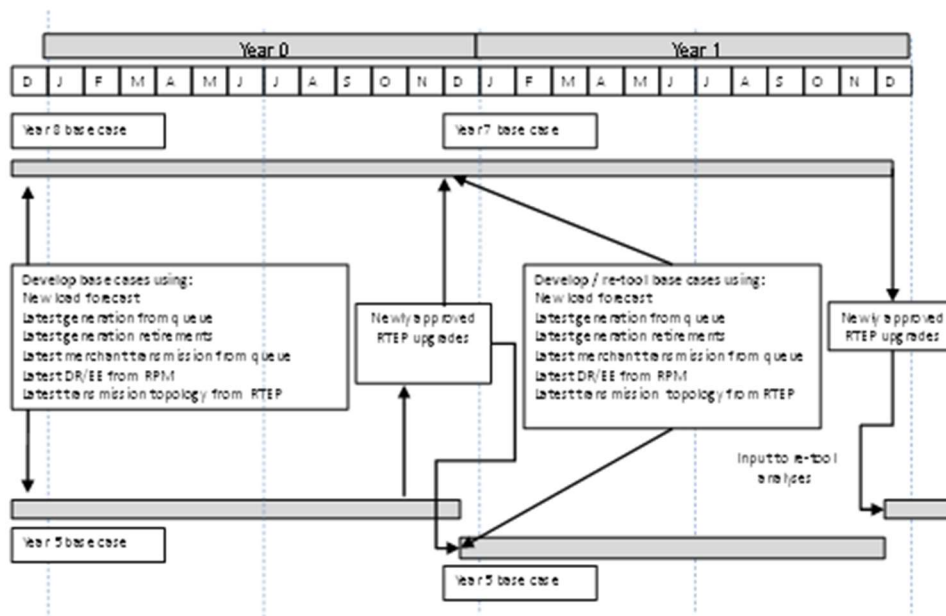 Year 0
Year 1
D J F M A M J J A S O N D J F M A M J J A S O N D
Year 8 base case
Year 7 base case
Develop base cases using:
New load forecast
Latest generation from queue
Latest generation retirements
Latest merchant transmission from queue
Latest DR/EE from RPM
Latest transmission topology from RTEP
Newly approved
RTEP upgrades
Develop / re-tool base cases using:
New load forecast
Latest generation from queue
Latest generation retirements
Latest merchant transmission from queue
Latest DR/EE from RPM
Latest transmission topology from RTEP
Newly approved
RTEP upgrades
Input to re-tool
analyses
Year 5 base case
Year 5 base case